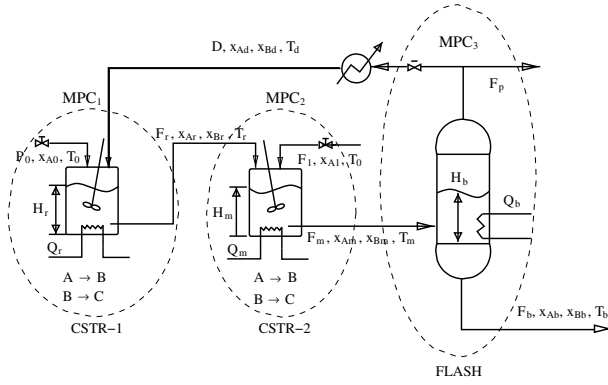 D, xAd, xBd, Td
MPC3
Fp
MPC1
MPC2
Fr, xAr, xBr, Tr
F0, xA0, T0
F1, xA1, T0
Hr
Hm
Hb
Qr
Qm
Qb
Fm, xAm, xBm, Tm
A → B
B → C
A → B
B → C
CSTR−1
CSTR−2
Fb, xAb, xBb, Tb
FLASH